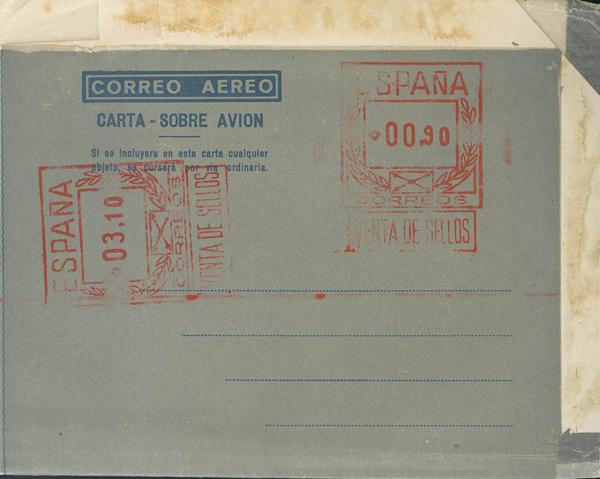 CORREO AEREO
CARTA - SOBRE AVION
Si se incluyera en esta carta cualquier
objeto, se cursará por vía ordinaria.
ESPAÑA
00.90
CORREOS
VENTA DE SELLOS
ESPAÑA
03.10
CORREOS
VENTA DE SELLOS